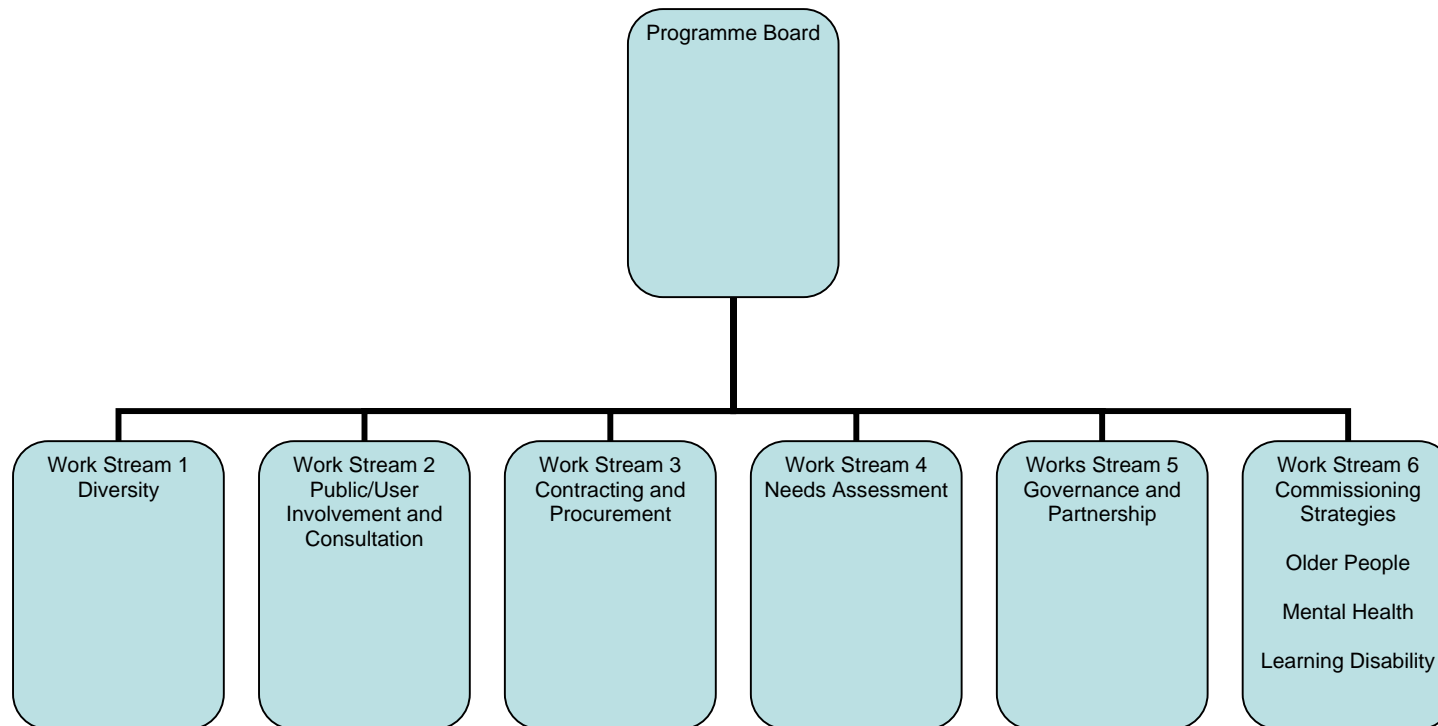 Programme Board
Work Stream 1
Diversity
Work Stream 2
Public/User
Involvement and
Consultation
Work Stream 3
Contracting and
Procurement
Work Stream 4
Needs Assessment
Works Stream 5
Governance and
Partnership
Work Stream 6
Commissioning
Strategies
Older People
Mental Health
Learning Disability